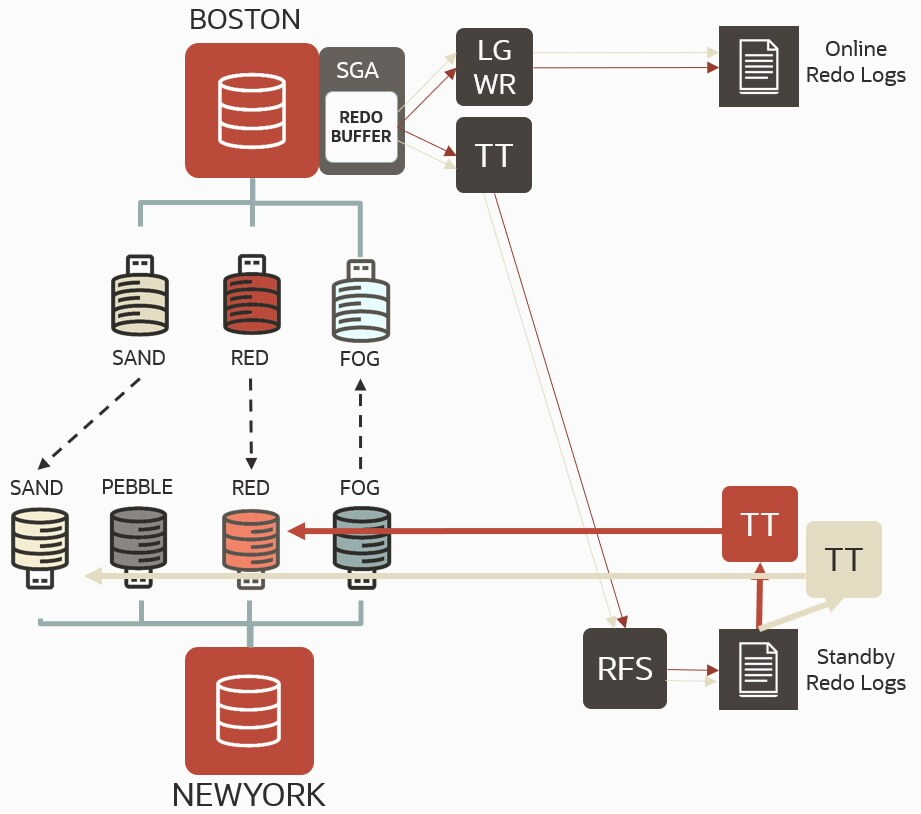 BOSTON
SGA
REDO
BUFFER
LG
WR
TT
Online
Redo Logs
SAND
RED
FOG
SAND
PEBBLE
RED
FOG
TT
TT
RFS
Standby
Redo Logs
NEWYORK